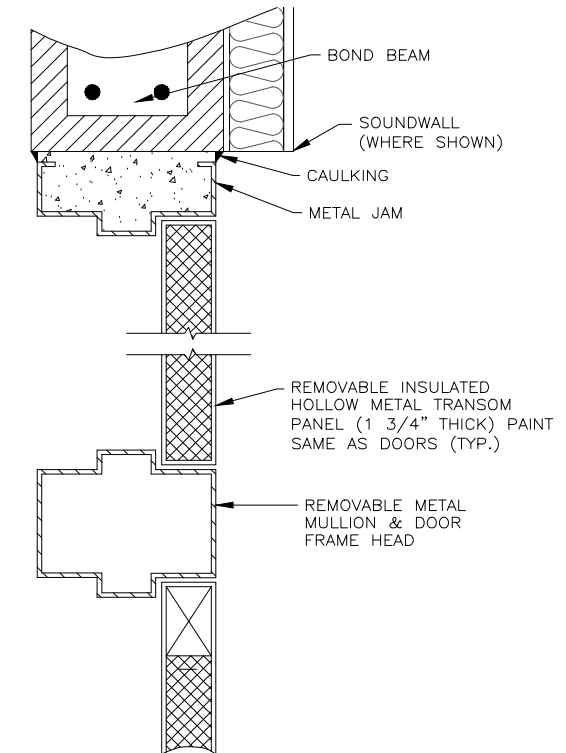 BOND BEAM
SOUNDWALL
(WHERE SHOWN)
CAULKING
METAL JAM
REMOVABLE INSULATED
HOLLOW METAL TRANSOM
PANEL (1 3/4" THICK) PAINT
SAME AS DOORS (TYP.)
REMOVABLE METAL
MULLION & DOOR
FRAME HEAD